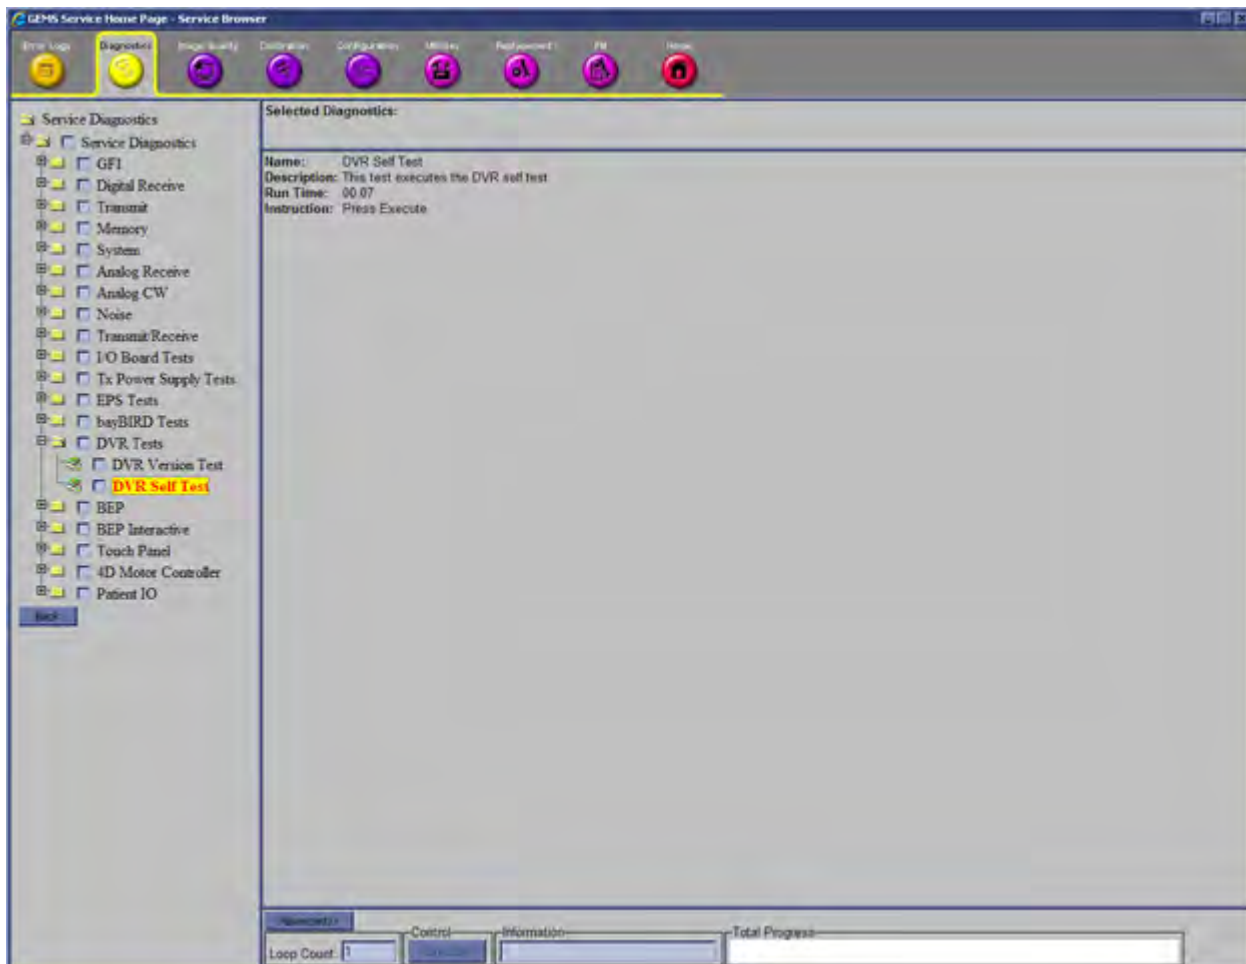 GEMS Service Home Page - Service Browser
Error Logs Diagnostics Image Quality Calibration Configuration Utilities Replacement PM Home
Service Diagnostics
Service Diagnostics
GFI
Digital Receive
Transmit
Memory
System
Analog Receive
Analog CW
Noise
Transmit/Receive
I/O Board Tests
Tx Power Supply Tests
EPS Tests
bayBIRD Tests
DVR Tests
DVR Version Test
DVR Self Test
BEP
BEP Interactive
Touch Panel
4D Motor Controller
Patient IO
Back
Selected Diagnostics:
Name: DVR Self Test
Description: This test executes the DVR self test
Run Time: 00:07
Instruction: Press Execute
Control
Information
Total Progress
Loop Count: 1